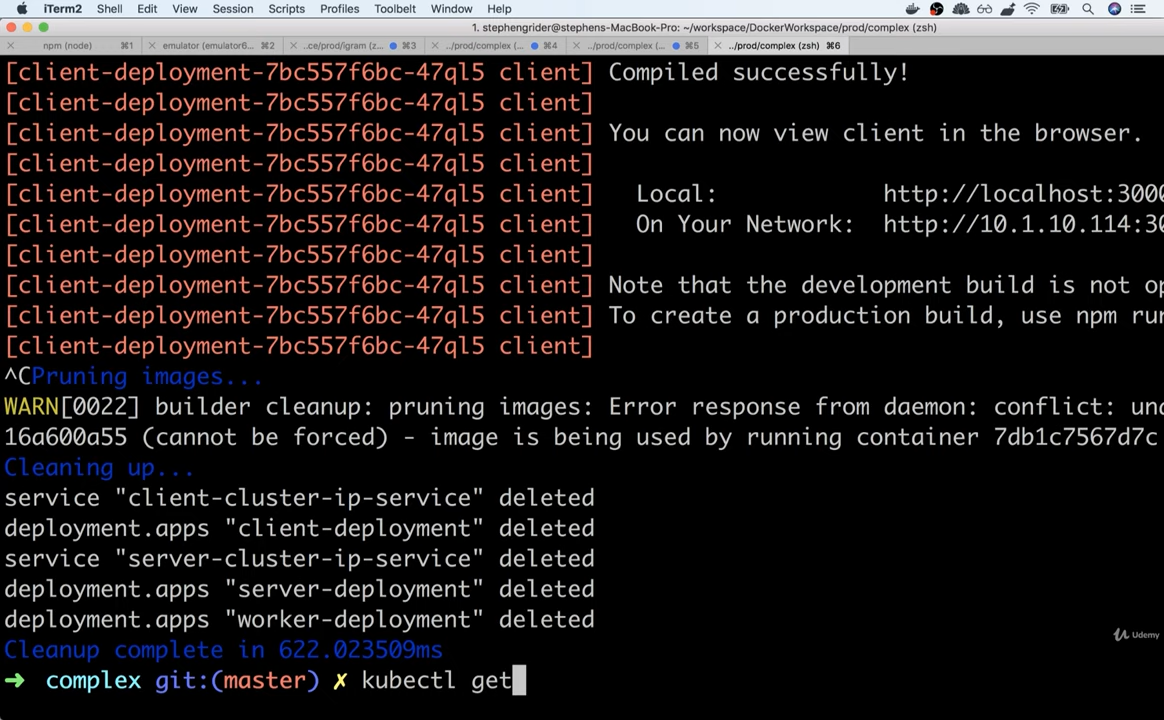 iTerm2 Shell Edit View Session Scripts Profiles Toolbelt Window Help
1. stephengrider@stephens-MacBook-Pro: ~/workspace/DockerWorkspace/prod/complex (zsh)
npm (node) ⌘1 emulator (emulator6... ⌘2 ..ce/prod/igram (z... ⌘3 ../prod/complex (... ⌘4 ../prod/complex (... ⌘5 ../prod/complex (zsh) ⌘6
[client-deployment-7bc557f6bc-47ql5 client] Compiled successfully!
[client-deployment-7bc557f6bc-47ql5 client]
[client-deployment-7bc557f6bc-47ql5 client] You can now view client in the browser.
[client-deployment-7bc557f6bc-47ql5 client]
[client-deployment-7bc557f6bc-47ql5 client] Local: http://localhost:3000
[client-deployment-7bc557f6bc-47ql5 client] On Your Network: http://10.1.10.114:30
[client-deployment-7bc557f6bc-47ql5 client]
[client-deployment-7bc557f6bc-47ql5 client] Note that the development build is not op
[client-deployment-7bc557f6bc-47ql5 client] To create a production build, use npm run
[client-deployment-7bc557f6bc-47ql5 client]
^CPruning images...
WARN[0022] builder cleanup: pruning images: Error response from daemon: conflict: una
16a600a55 (cannot be forced) - image is being used by running container 7db1c7567d7c
Cleaning up...
service "client-cluster-ip-service" deleted
deployment.apps "client-deployment" deleted
service "server-cluster-ip-service" deleted
deployment.apps "server-deployment" deleted
deployment.apps "worker-deployment" deleted
Cleanup complete in 622.023509ms
➜ complex git:(master) ✗ kubectl get
Udemy